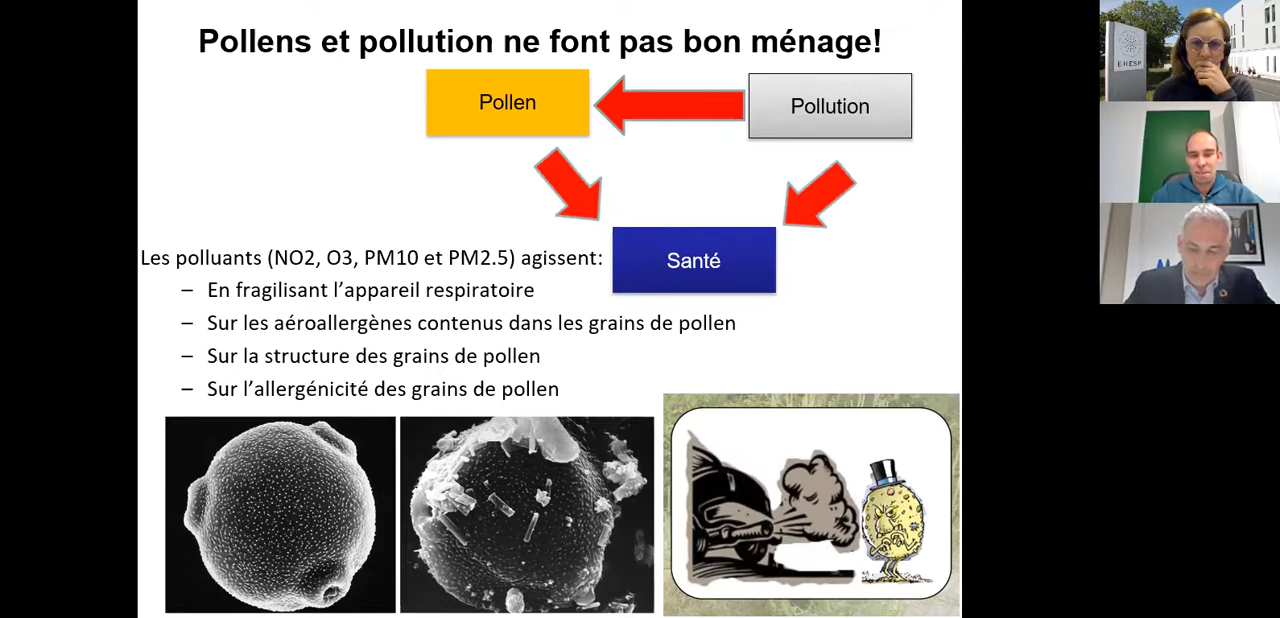 Pollens et pollution ne font pas bon ménage!
Pollen
Pollution
Santé
Les polluants (NO2, O3, PM10 et PM2.5) agissent:
– En fragilisant l’appareil respiratoire
– Sur les aéroallergènes contenus dans les grains de pollen
– Sur la structure des grains de pollen
– Sur l’allergénicité des grains de pollen
EHESP